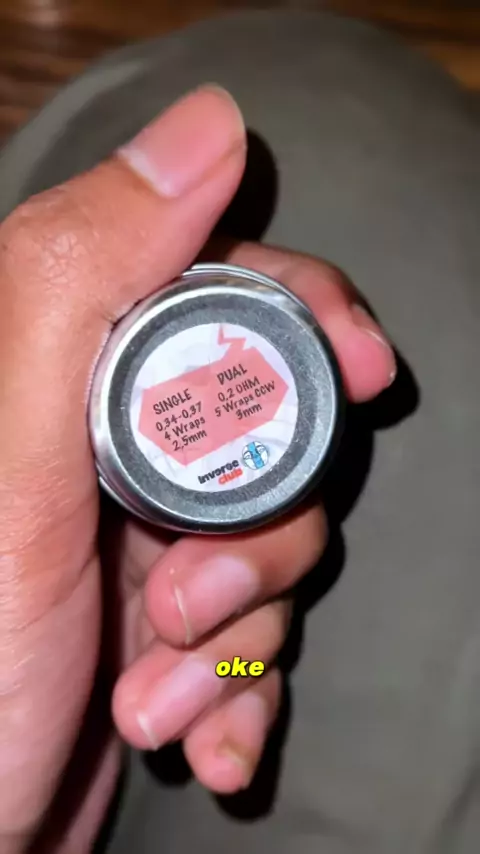 SINGLE
0,34-0,37
4 Wraps
2,5mm
DUAL
0,2 OHM
5 Wraps CCW
3mm
Inveree
club
oke